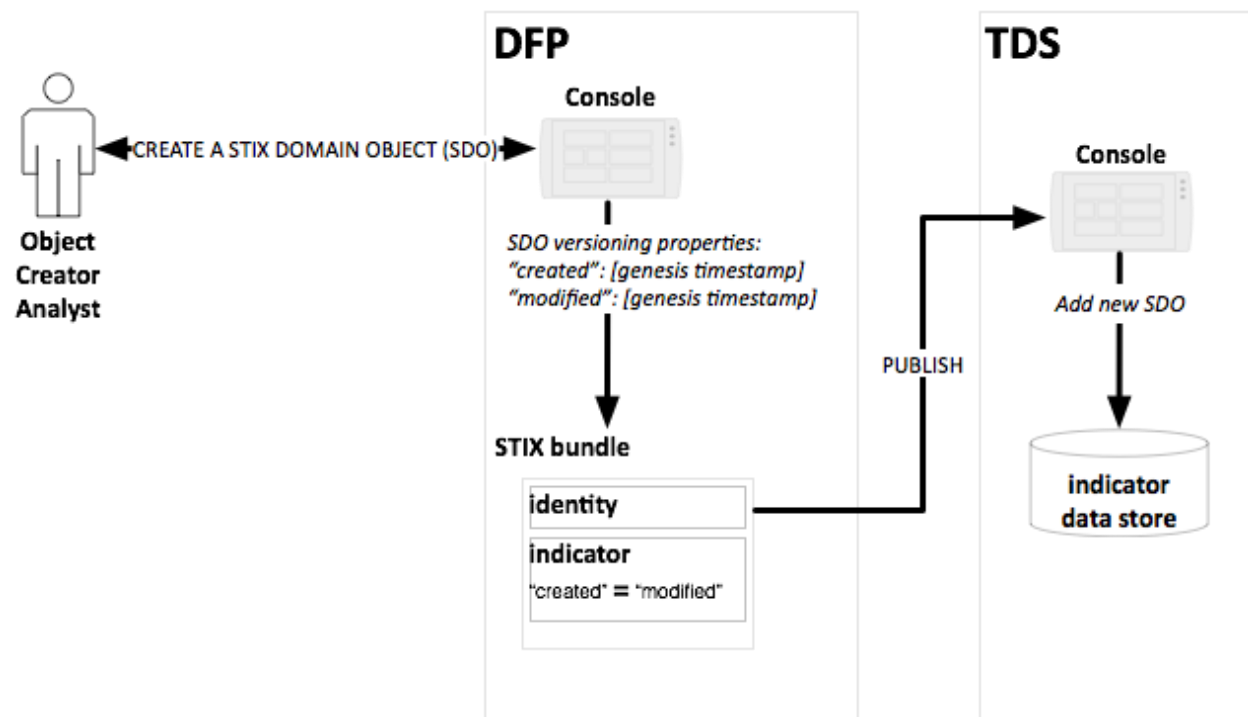 DFP
TDS
Console
CREATE A STIX DOMAIN OBJECT (SDO)
Object
Creator
Analyst
SDO versioning properties:
“created”: [genesis timestamp]
“modified”: [genesis timestamp]
STIX bundle
identity
indicator
“created” = “modified”
PUBLISH
Console
Add new SDO
indicator
data store